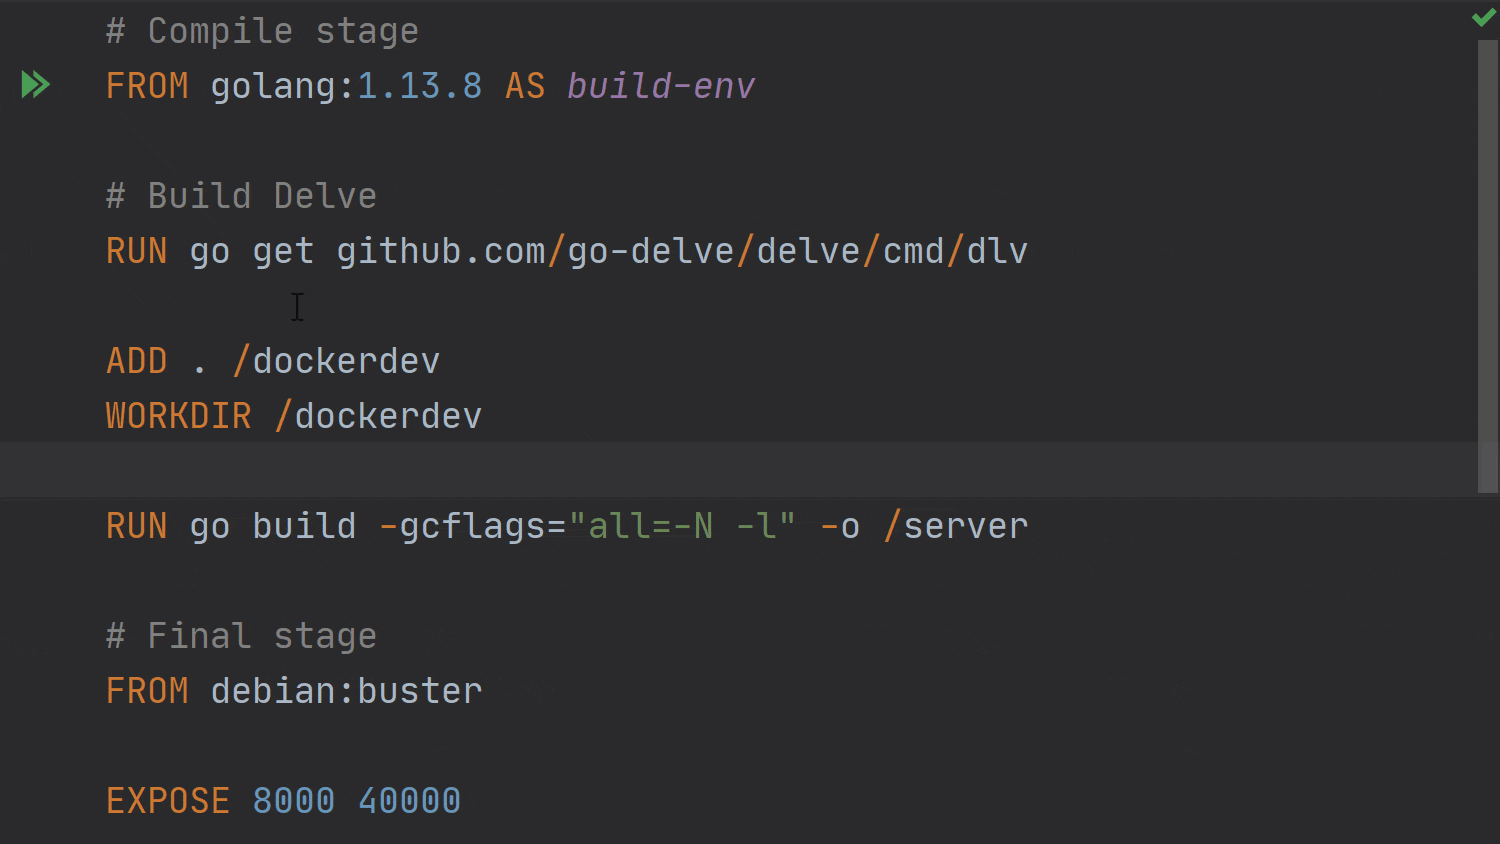 # Compile stage
FROM golang:1.13.8 AS build-env
# Build Delve
RUN go get github.com/go-delve/delve/cmd/dlv
ADD . /dockerdev
WORKDIR /dockerdev
RUN go build -gcflags="all=-N -l" -o /server
# Final stage
FROM debian:buster
EXPOSE 8000 40000